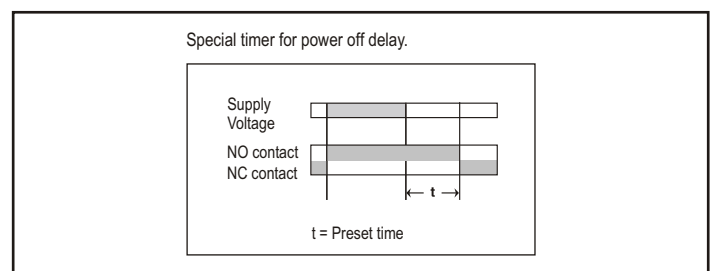 Special timer for power off delay.
Supply
Voltage
NO contact
NC contact
t
t = Preset time